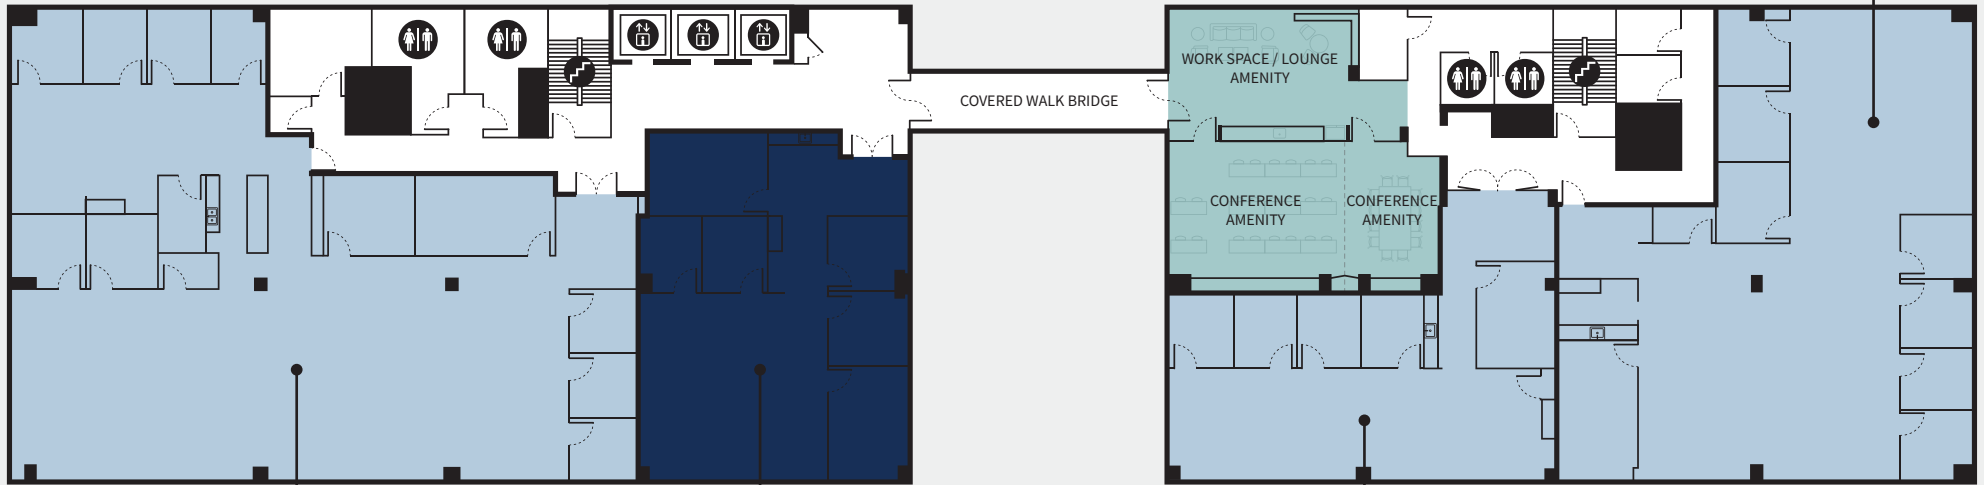 WORK SPACE / LOUNGE
AMENITY
COVERED WALK BRIDGE
CONFERENCE
AMENITY
CONFERENCE
AMENITY